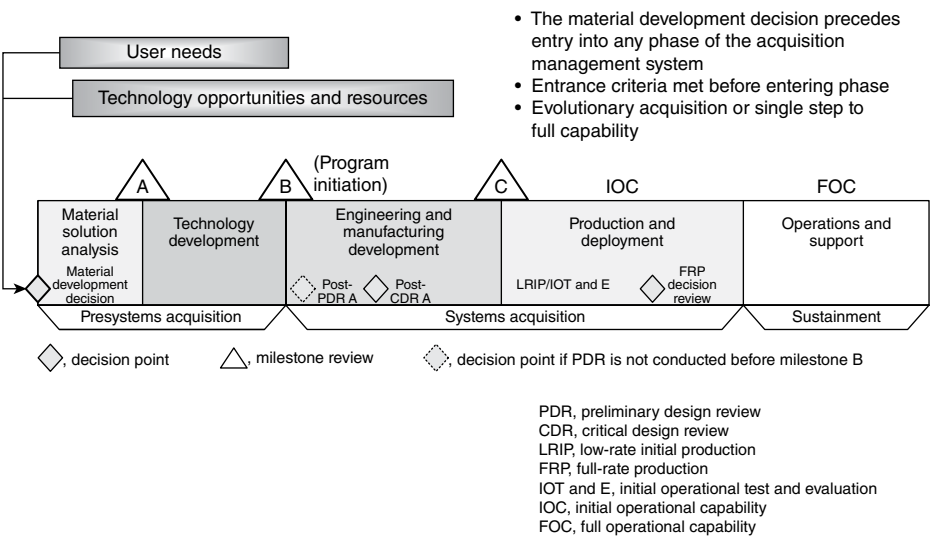 • The material development decision precedes
entry into any phase of the acquisition
management system
• Entrance criteria met before entering phase
• Evolutionary acquisition or single step to
full capability
User needs
Technology opportunities and resources
A
B
(Program
initiation)
C
IOC
FOC
Material
solution
analysis
Material
development
decision
Technology
development
Engineering and
manufacturing
development
Post-
PDR A
Post-
CDR A
Production and
deployment
LRIP/IOT and E
FRP
decision
review
Operations and
support
Presystems acquisition
Systems acquisition
Sustainment
, decision point
, milestone review
, decision point if PDR is not conducted before milestone B
PDR, preliminary design review
CDR, critical design review
LRIP, low-rate initial production
FRP, full-rate production
IOT and E, initial operational test and evaluation
IOC, initial operational capability
FOC, full operational capability